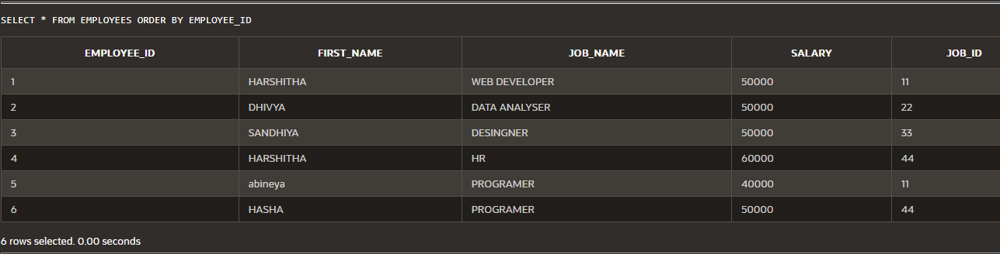 SELECT * FROM EMPLOYEES ORDER BY EMPLOYEE_ID
EMPLOYEE_ID FIRST_NAME JOB_NAME SALARY JOB_ID
1 HARSHITHA WEB DEVELOPER 50000 11
2 DHIVYA DATA ANALYSER 50000 22
3 SANDHIYA DESINGNER 50000 33
4 HARSHITHA HR 60000 44
5 abineya PROGRAMER 40000 11
6 HASHA PROGRAMER 50000 44
6 rows selected. 0.00 seconds